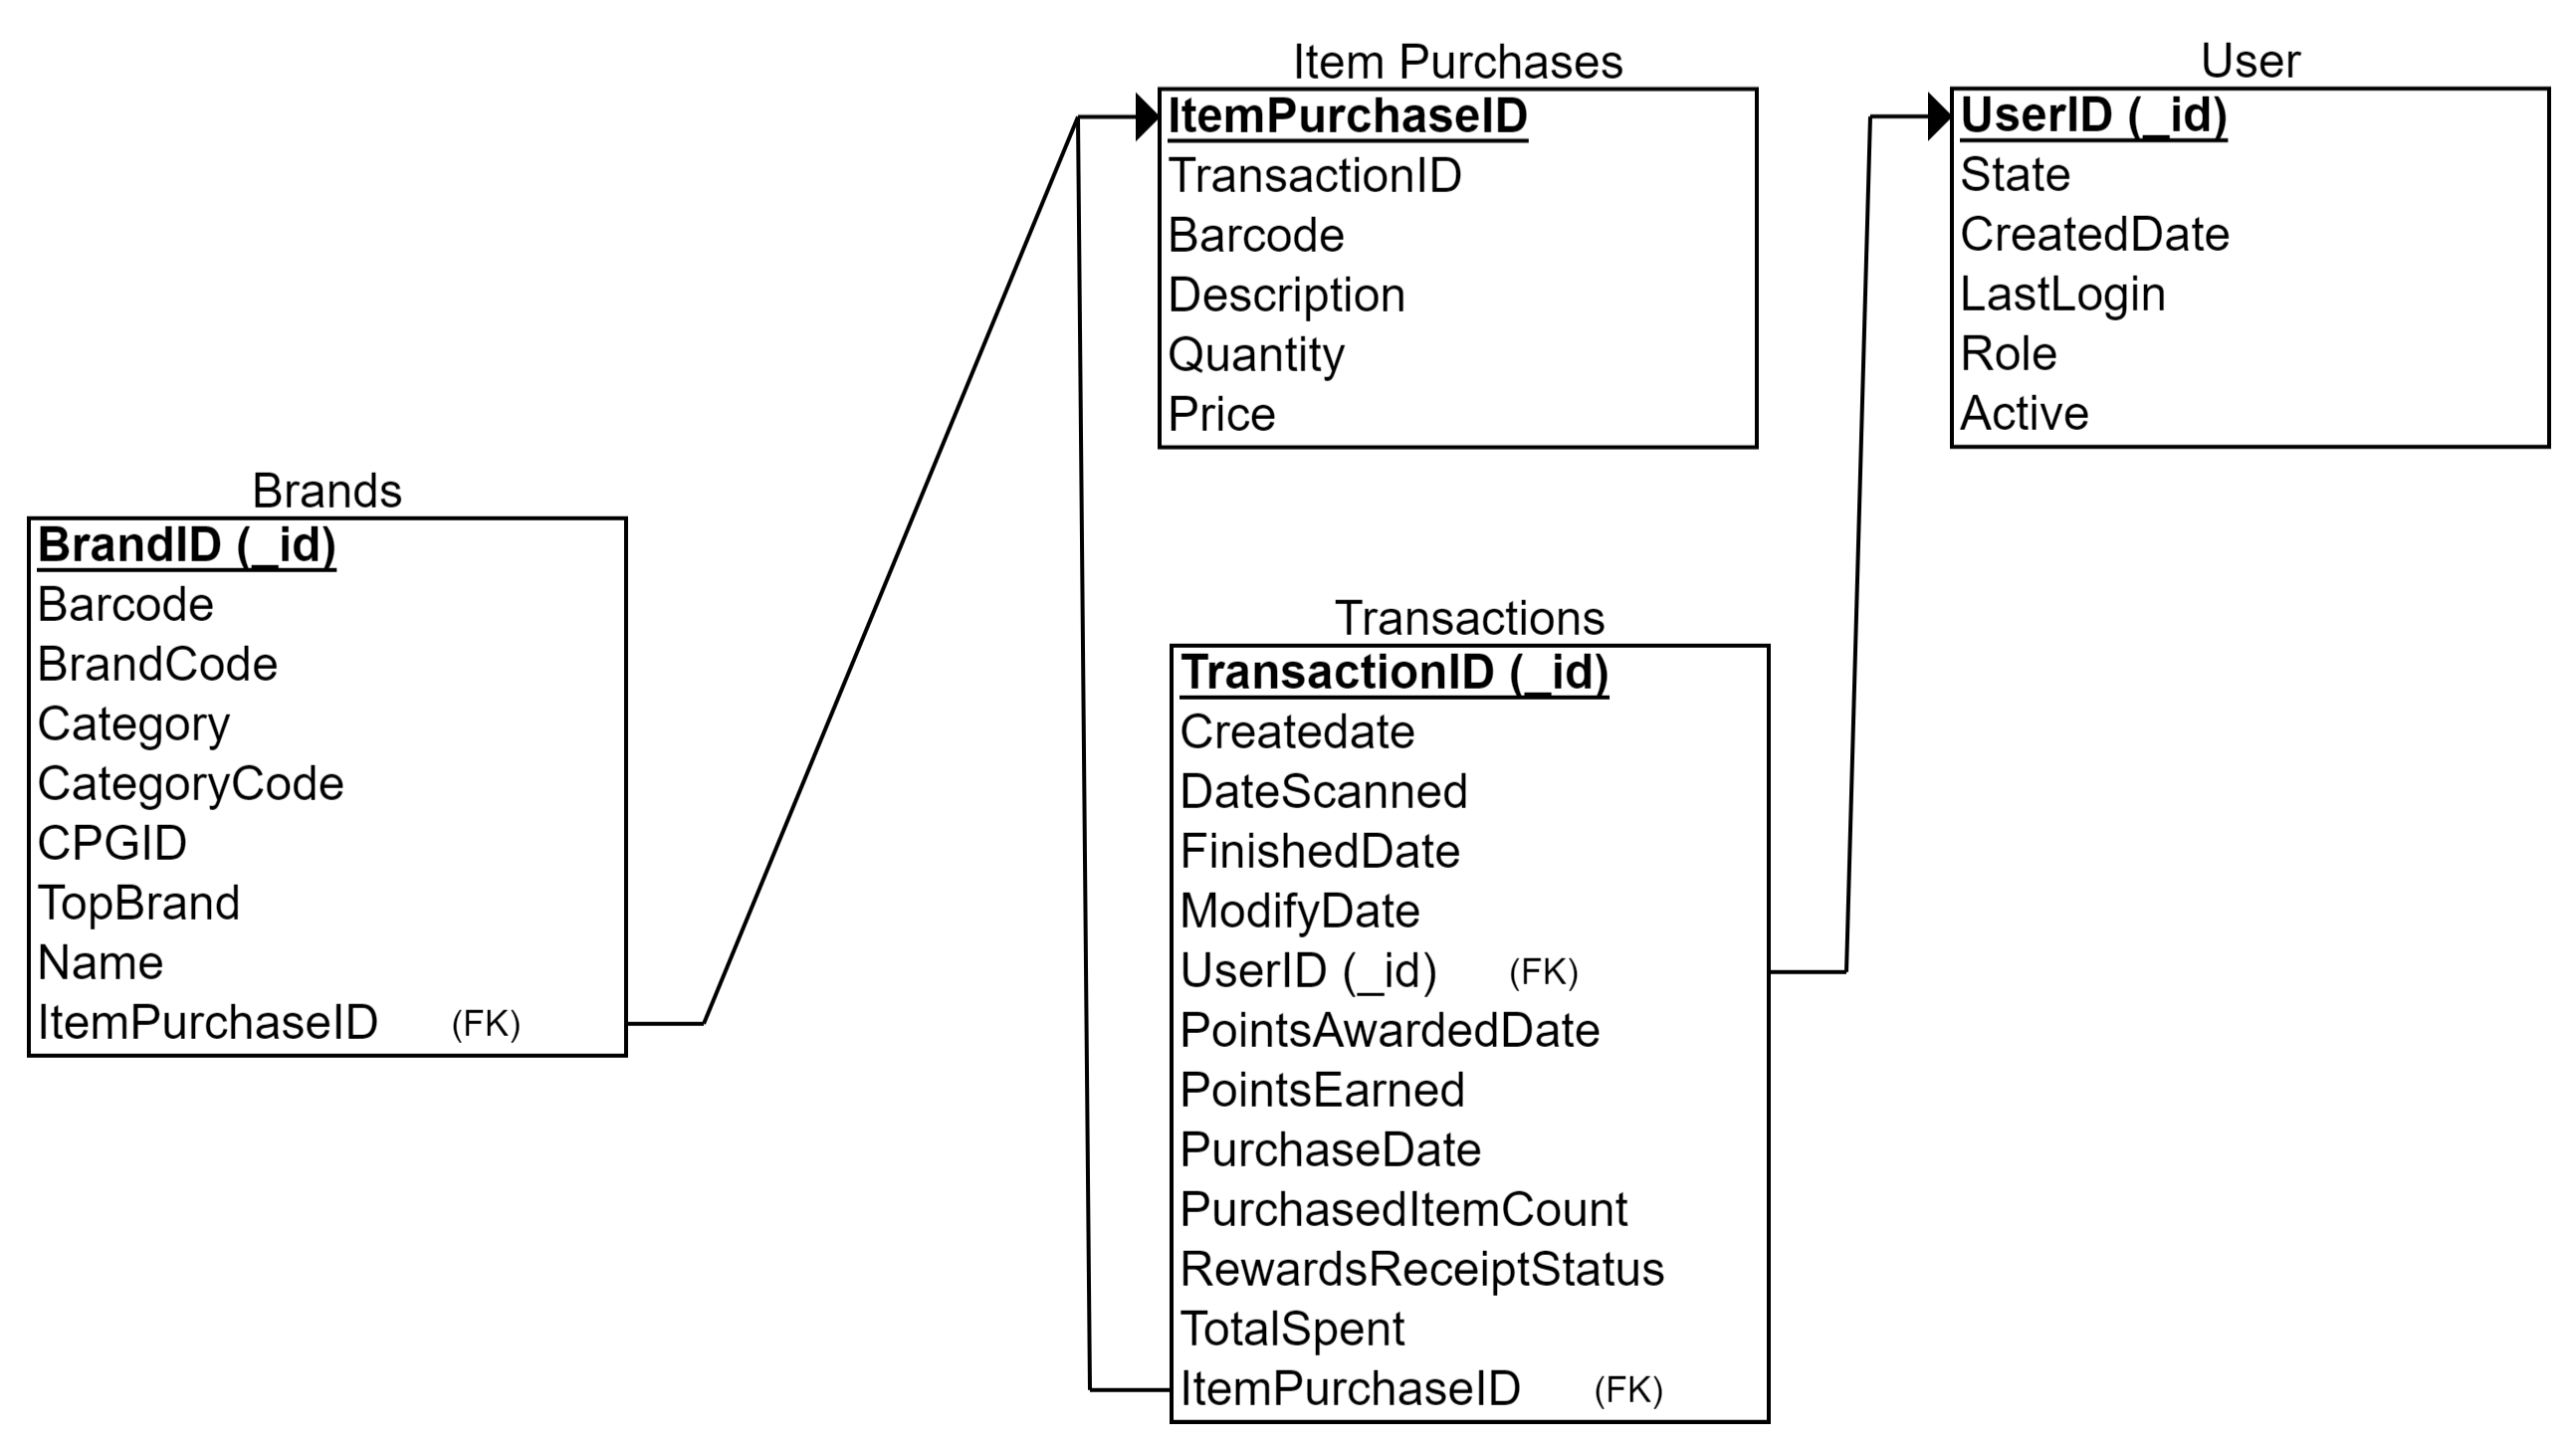 Item Purchases
ItemPurchaseID
TransactionID
Barcode
Description
Quantity
Price
User
UserID (_id)
State
CreatedDate
LastLogin
Role
Active
Brands
BrandID (_id)
Barcode
BrandCode
Category
CategoryCode
CPGID
TopBrand
Name
ItemPurchaseID (FK)
Transactions
TransactionID (_id)
Createdate
DateScanned
FinishedDate
ModifyDate
UserID (_id) (FK)
PointsAwardedDate
PointsEarned
PurchaseDate
PurchasedItemCount
RewardsReceiptStatus
TotalSpent
ItemPurchaseID (FK)